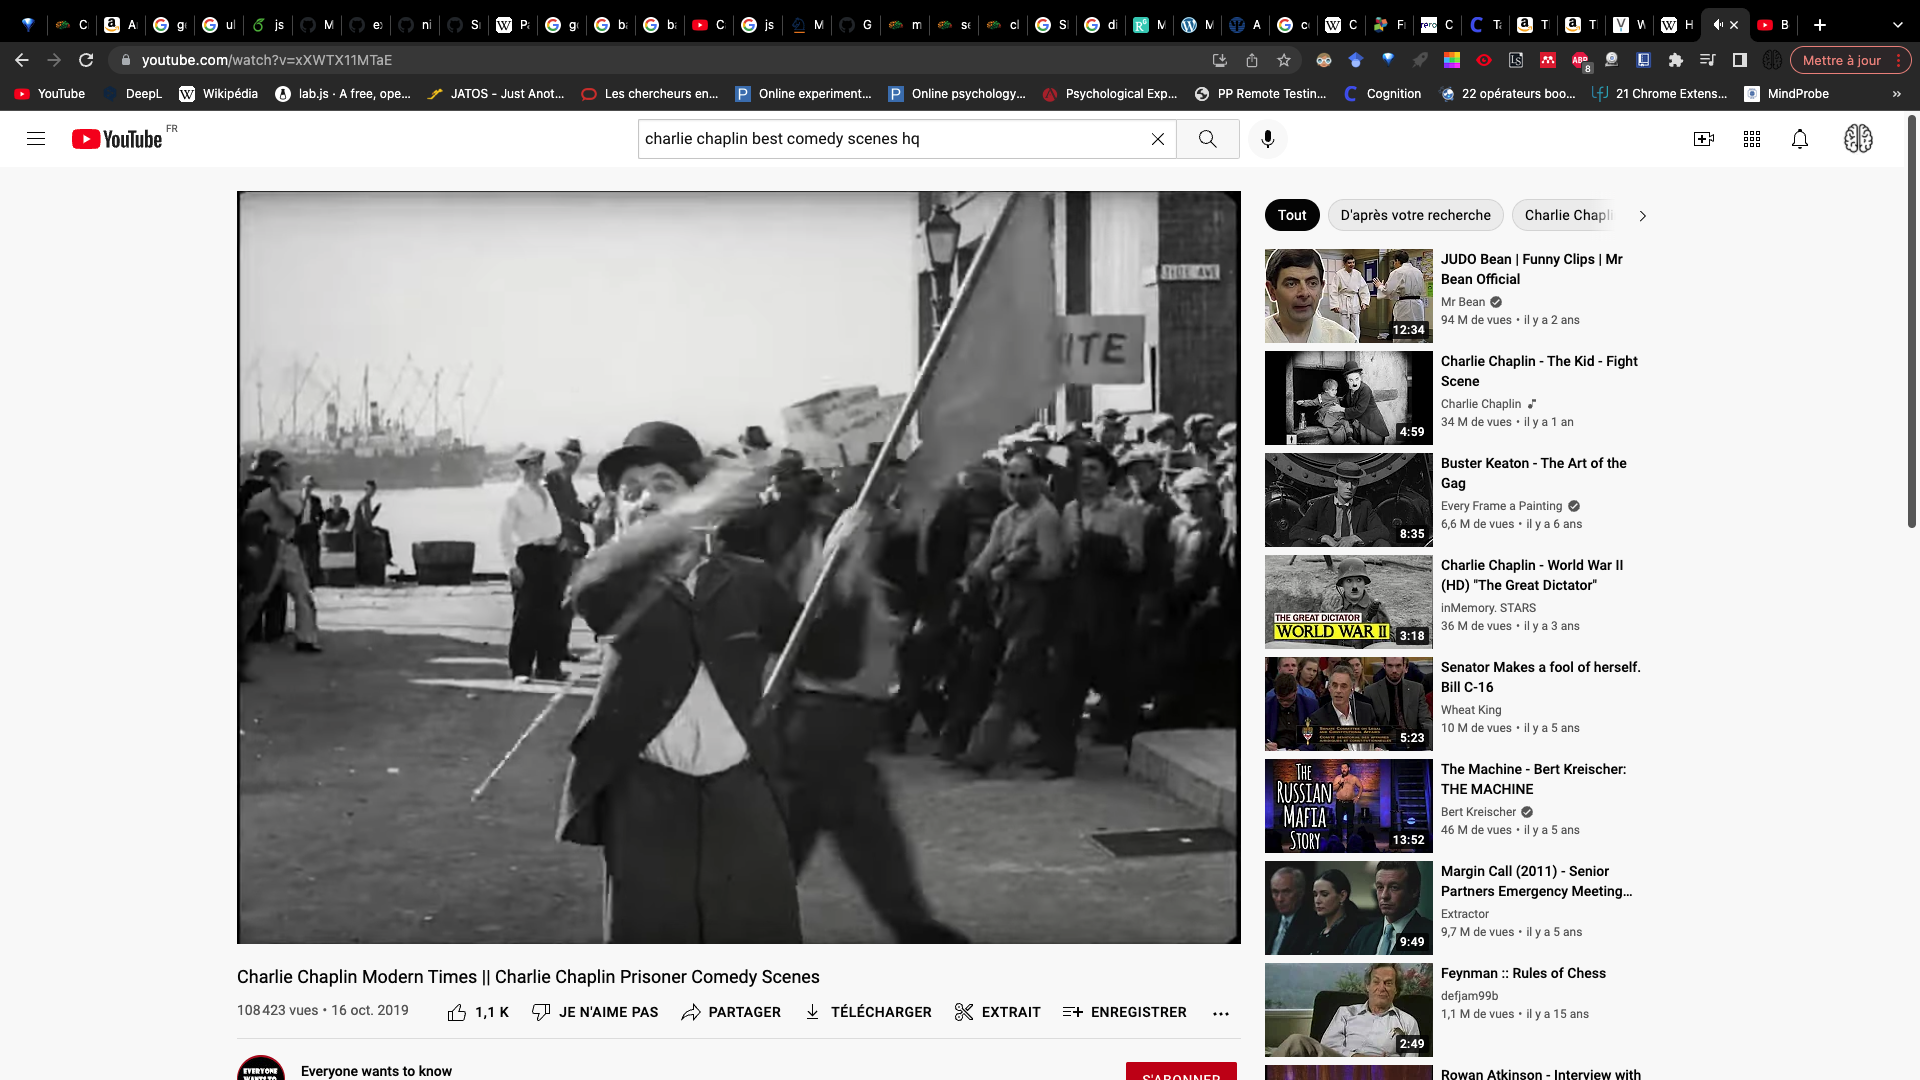 youtube.com/watch?v=xXWTX11MTaE
Mettre à jour
YouTube
DeepL
Wikipédia
lab.js · A free, ope...
JATOS - Just Anot...
Les chercheurs en...
Online experiment...
Online psychology...
Psychological Exp...
PP Remote Testin...
Cognition
22 opérateurs boo...
21 Chrome Extens...
MindProbe
YouTube FR
charlie chaplin best comedy scenes hq
Tout
D'après votre recherche
Charlie Chapli
JUDO Bean | Funny Clips | Mr
Bean Official
Mr Bean
94 M de vues • il y a 2 ans
12:34
Charlie Chaplin - The Kid - Fight
Scene
Charlie Chaplin
34 M de vues • il y a 1 an
4:59
Buster Keaton - The Art of the
Gag
Every Frame a Painting
6,6 M de vues • il y a 6 ans
8:35
Charlie Chaplin - World War II
(HD) "The Great Dictator"
inMemory. STARS
36 M de vues • il y a 3 ans
THE GREAT DICTATOR
WORLD WAR II
3:18
Senator Makes a fool of herself.
Bill C-16
Wheat King
10 M de vues • il y a 5 ans
5:23
The Machine - Bert Kreischer:
THE MACHINE
Bert Kreischer
46 M de vues • il y a 5 ans
THE
RUSSIAN
MAFIA
STORY
13:52
Margin Call (2011) - Senior
Partners Emergency Meeting...
Extractor
9,7 M de vues • il y a 5 ans
9:49
Feynman :: Rules of Chess
defjam99b
1,1 M de vues • il y a 15 ans
2:49
Rowan Atkinson - Interview with
ITE
Charlie Chaplin Modern Times || Charlie Chaplin Prisoner Comedy Scenes
108 423 vues • 16 oct. 2019
1,1 K
JE N'AIME PAS
PARTAGER
TÉLÉCHARGER
EXTRAIT
ENREGISTRER
Everyone wants to know
S'ABONNER